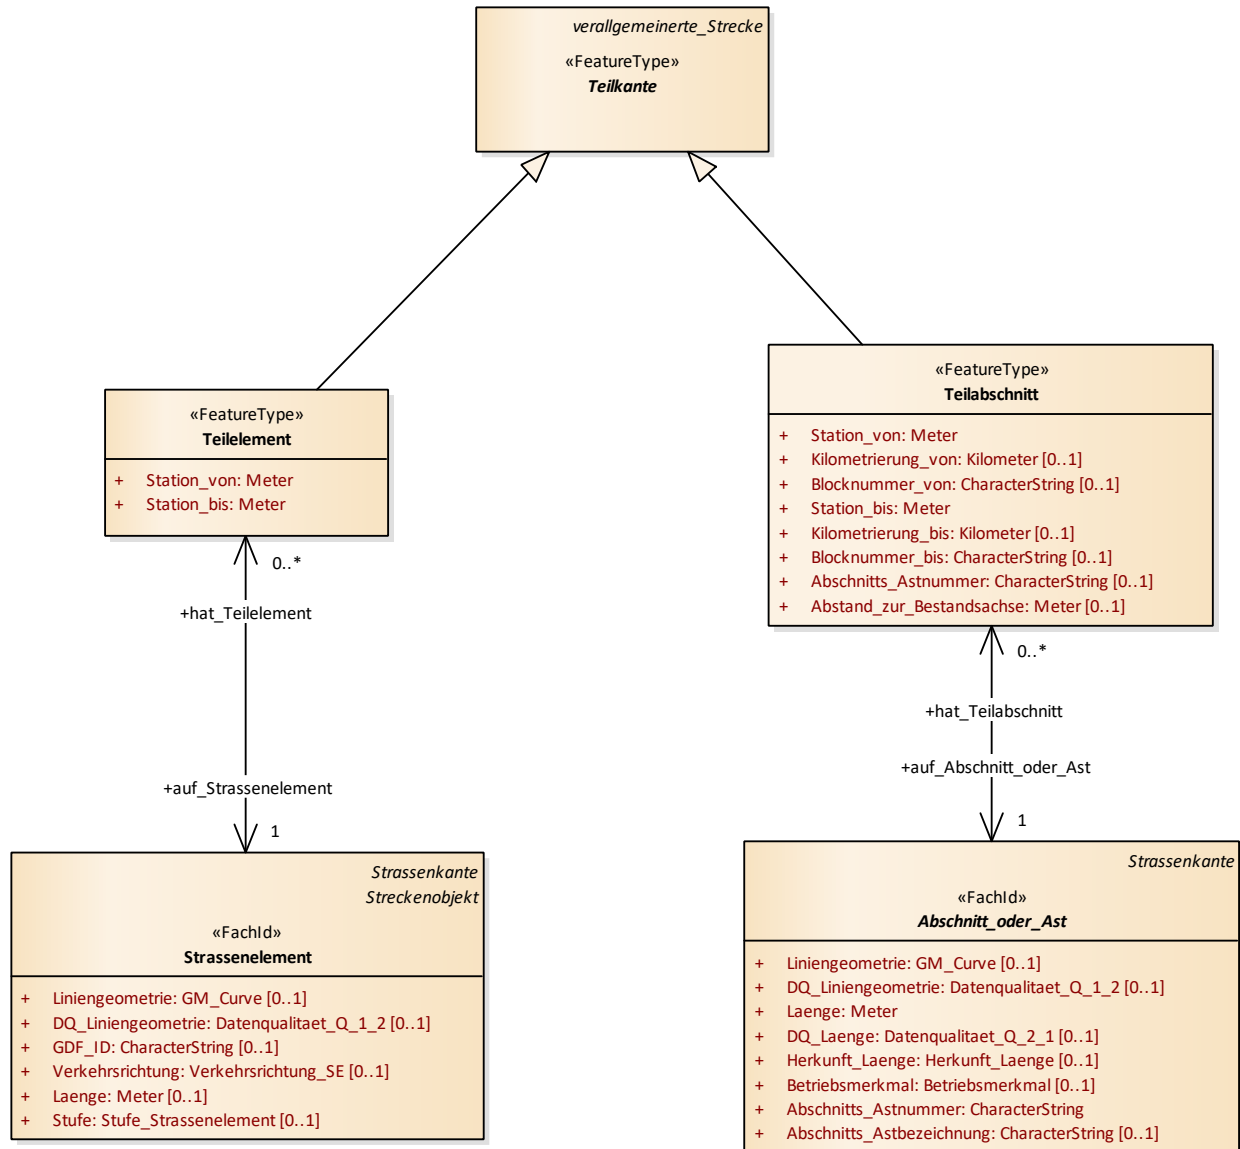 verallgemeinerte_Strecke
«FeatureType»
Teilkante
«FeatureType»
Teilelement
+ Station_von: Meter
+ Station_bis: Meter
«FeatureType»
Teilabschnitt
+ Station_von: Meter
+ Kilometrierung_von: Kilometer [0..1]
+ Blocknummer_von: CharacterString [0..1]
+ Station_bis: Meter
+ Kilometrierung_bis: Kilometer [0..1]
+ Blocknummer_bis: CharacterString [0..1]
+ Abschnitts_Astnummer: CharacterString [0..1]
+ Abstand_zur_Bestandsachse: Meter [0..1]
0..*
+hat_Teilelement
+auf_Strassenelement
1
0..*
+hat_Teilabschnitt
+auf_Abschnitt_oder_Ast
1
Strassenkante
Streckenobjekt
«FachId»
Strassenelement
+ Liniengeometrie: GM_Curve [0..1]
+ DQ_Liniengeometrie: Datenqualitaet_Q_1_2 [0..1]
+ GDF_ID: CharacterString [0..1]
+ Verkehrsrichtung: Verkehrsrichtung_SE [0..1]
+ Laenge: Meter [0..1]
+ Stufe: Stufe_Strassenelement [0..1]
Strassenkante
«FachId»
Abschnitt_oder_Ast
+ Liniengeometrie: GM_Curve [0..1]
+ DQ_Liniengeometrie: Datenqualitaet_Q_1_2 [0..1]
+ Laenge: Meter
+ DQ_Laenge: Datenqualitaet_Q_2_1 [0..1]
+ Herkunft_Laenge: Herkunft_Laenge [0..1]
+ Betriebsmerkmal: Betriebsmerkmal [0..1]
+ Abschnitts_Astnummer: CharacterString
+ Abschnitts_Astbezeichnung: CharacterString [0..1]